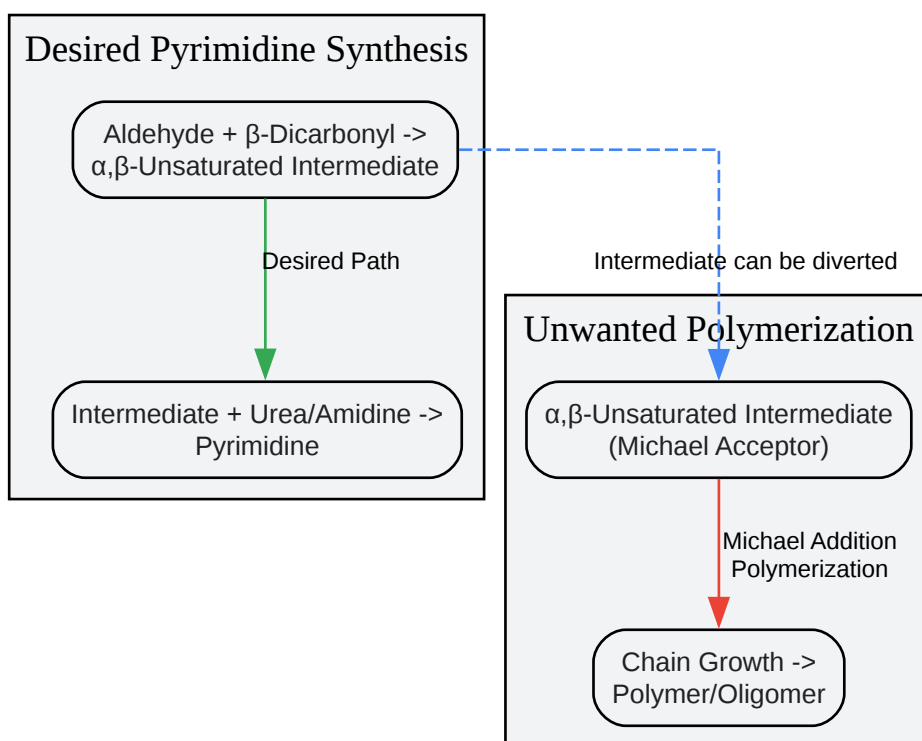 Desired Pyrimidine Synthesis
Aldehyde + β-Dicarbonyl ->
α,β-Unsaturated Intermediate
Desired Path
Intermediate + Urea/Amidine ->
Pyrimidine
Intermediate can be diverted
Unwanted Polymerization
α,β-Unsaturated Intermediate
(Michael Acceptor)
Michael Addition
Polymerization
Chain Growth ->
Polymer/Oligomer